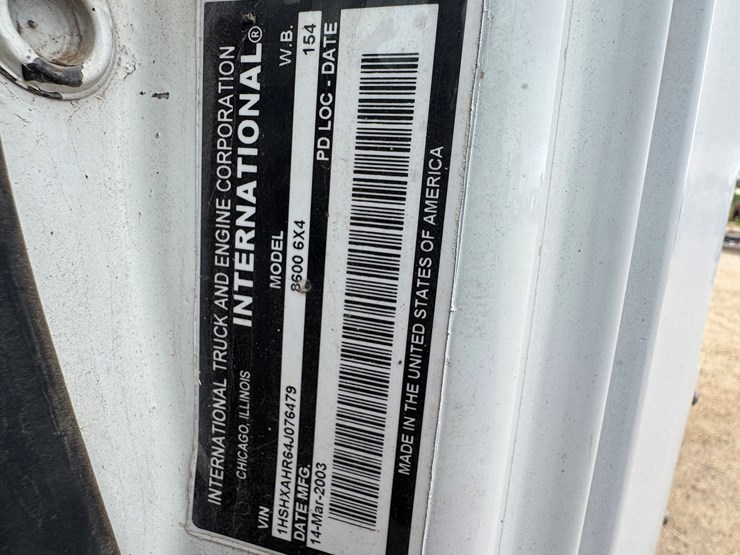 INTERNATIONAL TRUCK AND ENGINE CORPORATION
CHICAGO, ILLINOIS INTERNATIONAL®
VIN MODEL W.B.
1HSHXAHR64J076479 8600 6X4 154
DATE MFG. PD LOC - DATE
14-Mar-2003
MADE IN THE UNITED STATES OF AMERICA